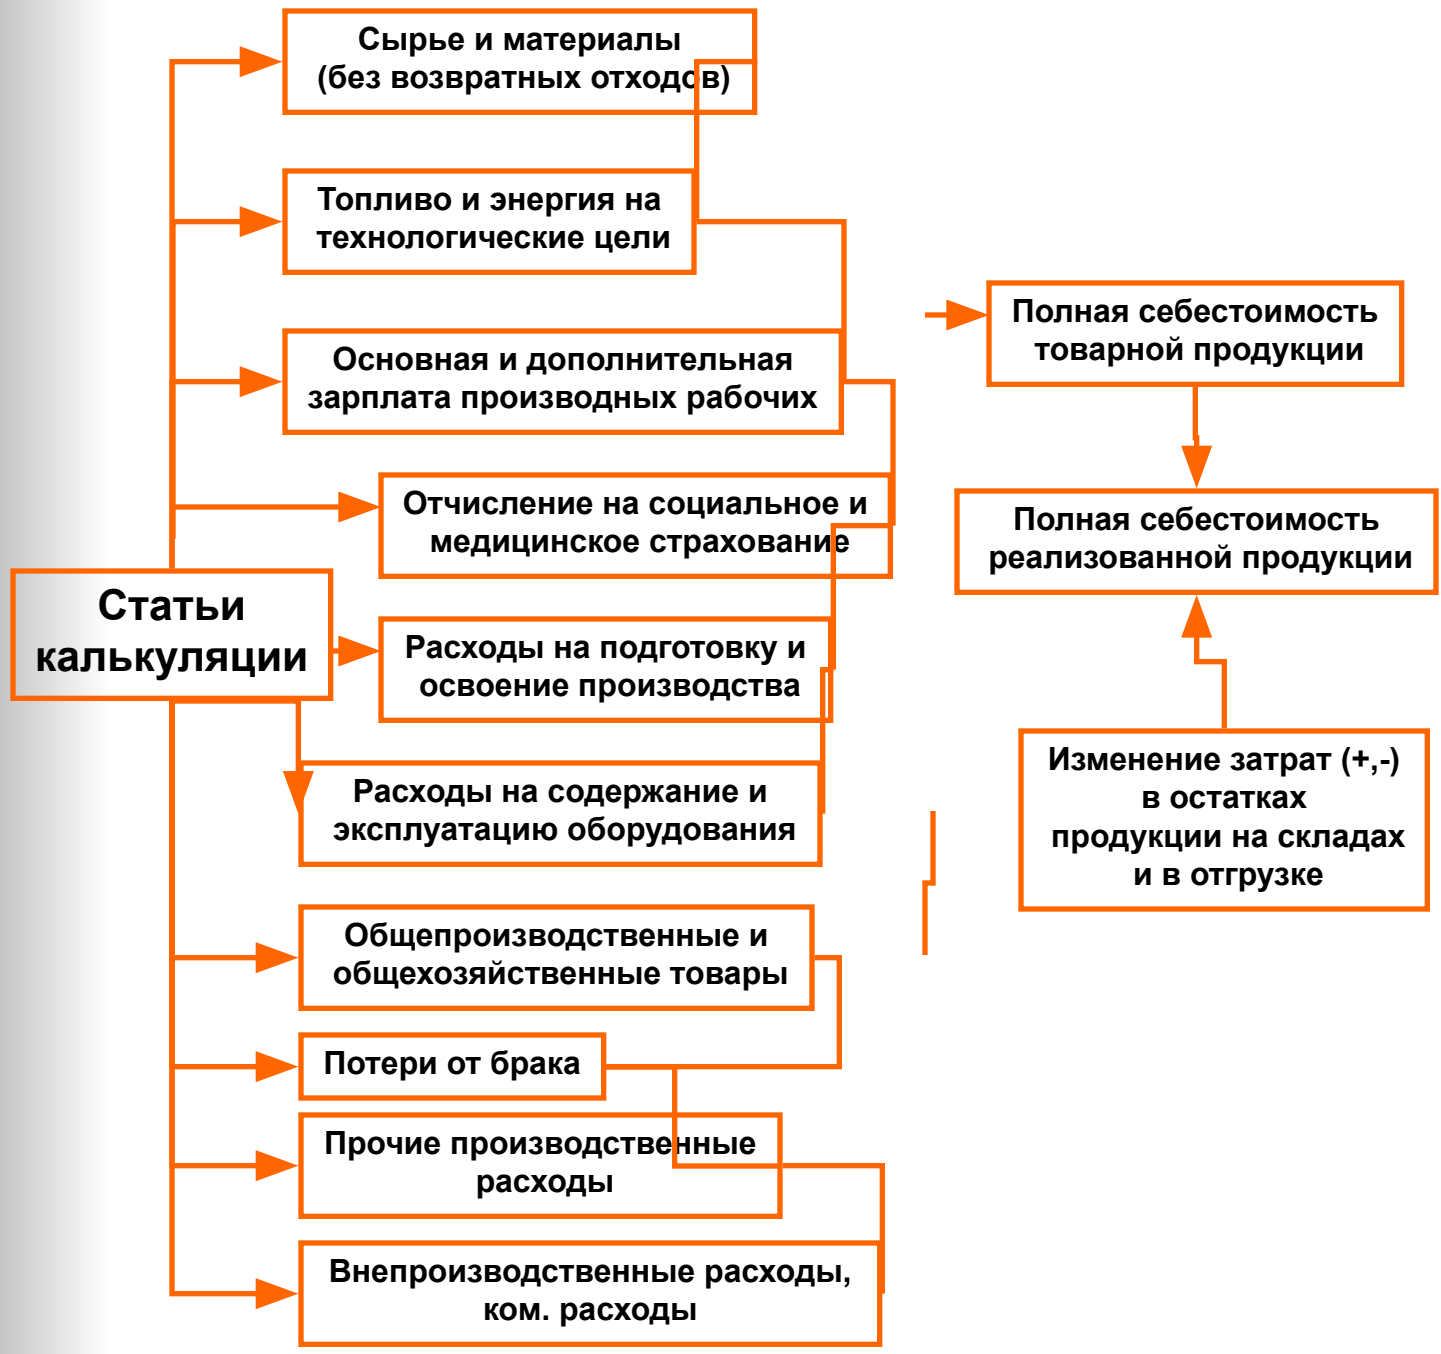 Сырье и материалы
(без возвратных отходов)
Топливо и энергия на
технологические цели
Основная и дополнительная
зарплата производных рабочих
Отчисление на социальное и
медицинское страхование
Статьи
калькуляции
Расходы на подготовку и
освоение производства
Расходы на содержание и
эксплуатацию оборудования
Общепроизводственные и
общехозяйственные товары
Потери от брака
Прочие производственные
расходы
Внепроизводственные расходы,
ком. расходы
Полная себестоимость
товарной продукции
Полная себестоимость
реализованной продукции
Изменение затрат (+,-)
в остатках
продукции на складах
и в отгрузке